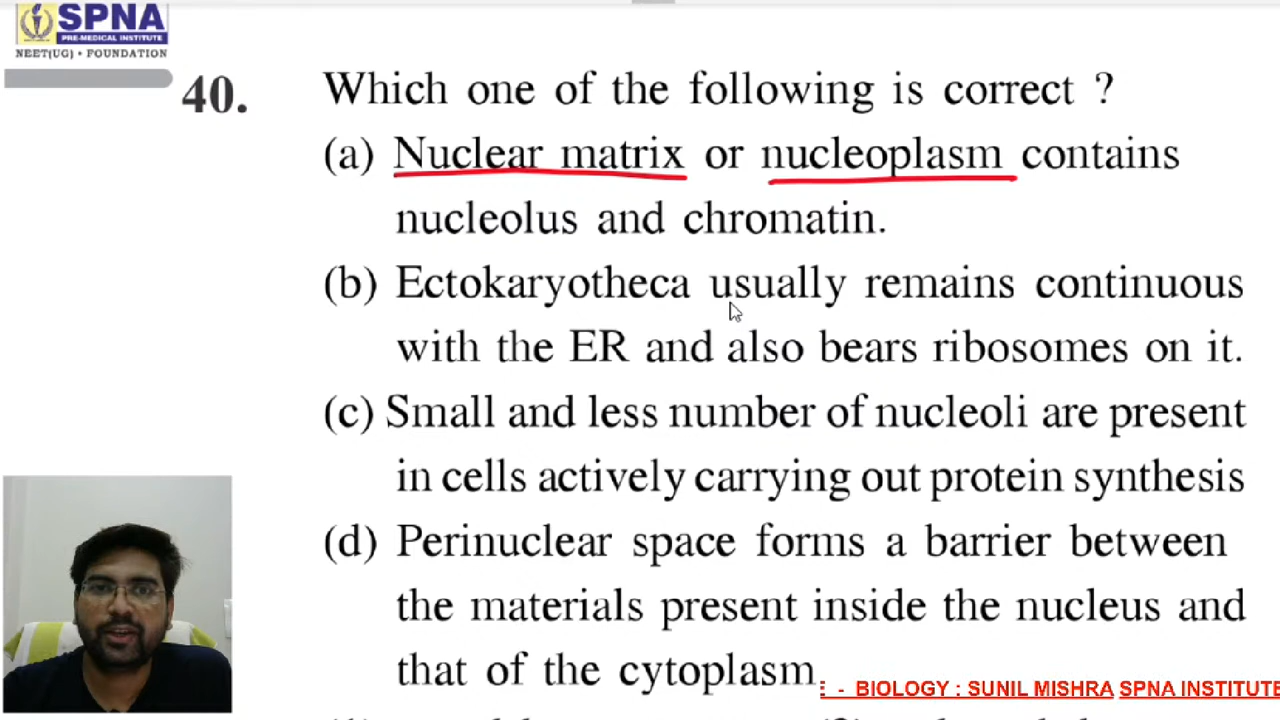 SPNA
PRE-MEDICAL INSTITUTE
NEET(UG) • FOUNDATION
40. Which one of the following is correct ?
(a) Nuclear matrix or nucleoplasm contains
nucleolus and chromatin.
(b) Ectokaryotheca usually remains continuous
with the ER and also bears ribosomes on it.
(c) Small and less number of nucleoli are present
in cells actively carrying out protein synthesis
(d) Perinuclear space forms a barrier between
the materials present inside the nucleus and
that of the cytoplasm
: - BIOLOGY : SUNIL MISHRA SPNA INSTITUTE